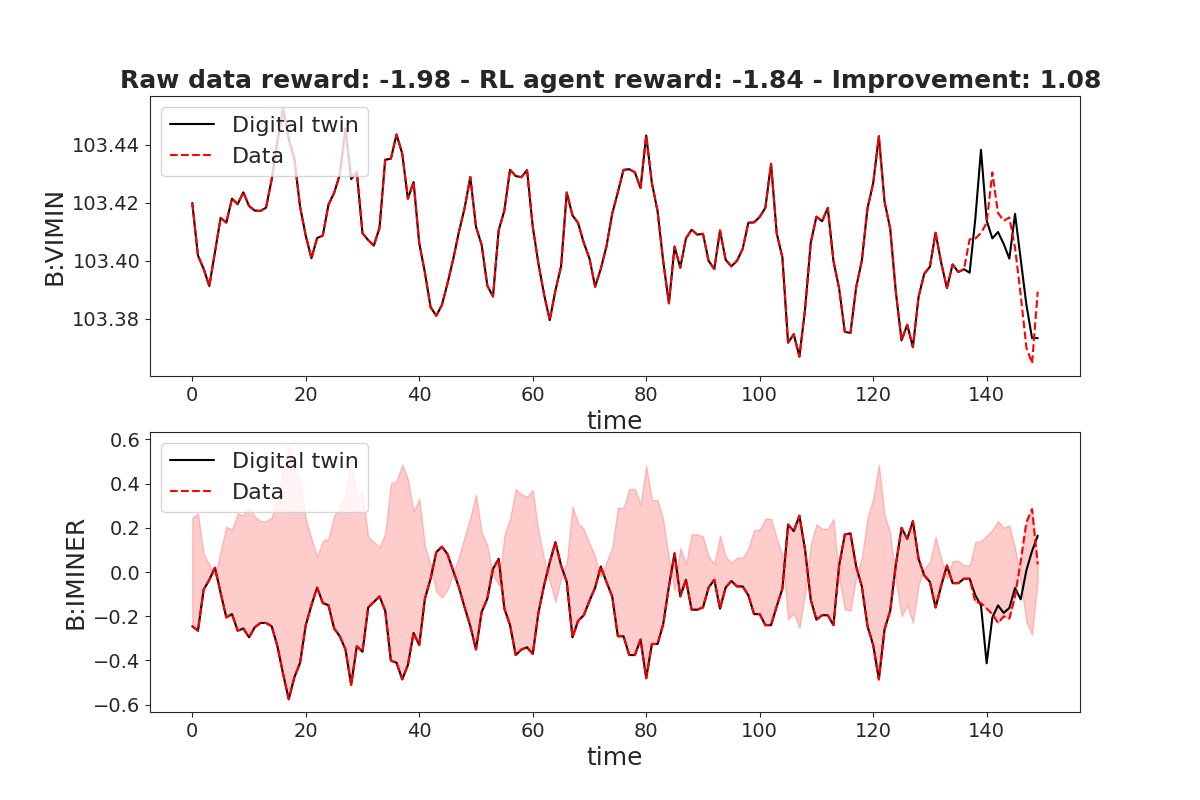 Raw data reward: -1.98 - RL agent reward: -1.84 - Improvement: 1.08
Digital twin
Data
103.44
103.42
103.40
103.38
B:VIMIN
0 20 40 60 80 100 120 140
time
Digital twin
Data
0.6
0.4
0.2
0.0
−0.2
−0.4
−0.6
B:IMINER
0 20 40 60 80 100 120 140
time